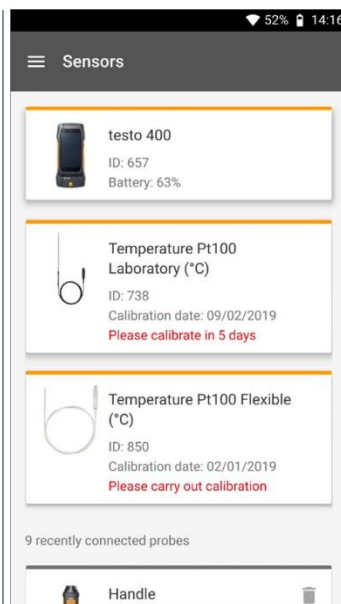 52% 14:16
Sensors
testo 400
ID: 657
Battery: 63%
Temperature Pt100
Laboratory (°C)
ID: 738
Calibration date: 09/02/2019
Please calibrate in 5 days
Temperature Pt100 Flexible
(°C)
ID: 850
Calibration date: 02/01/2019
Please carry out calibration
9 recently connected probes
Handle